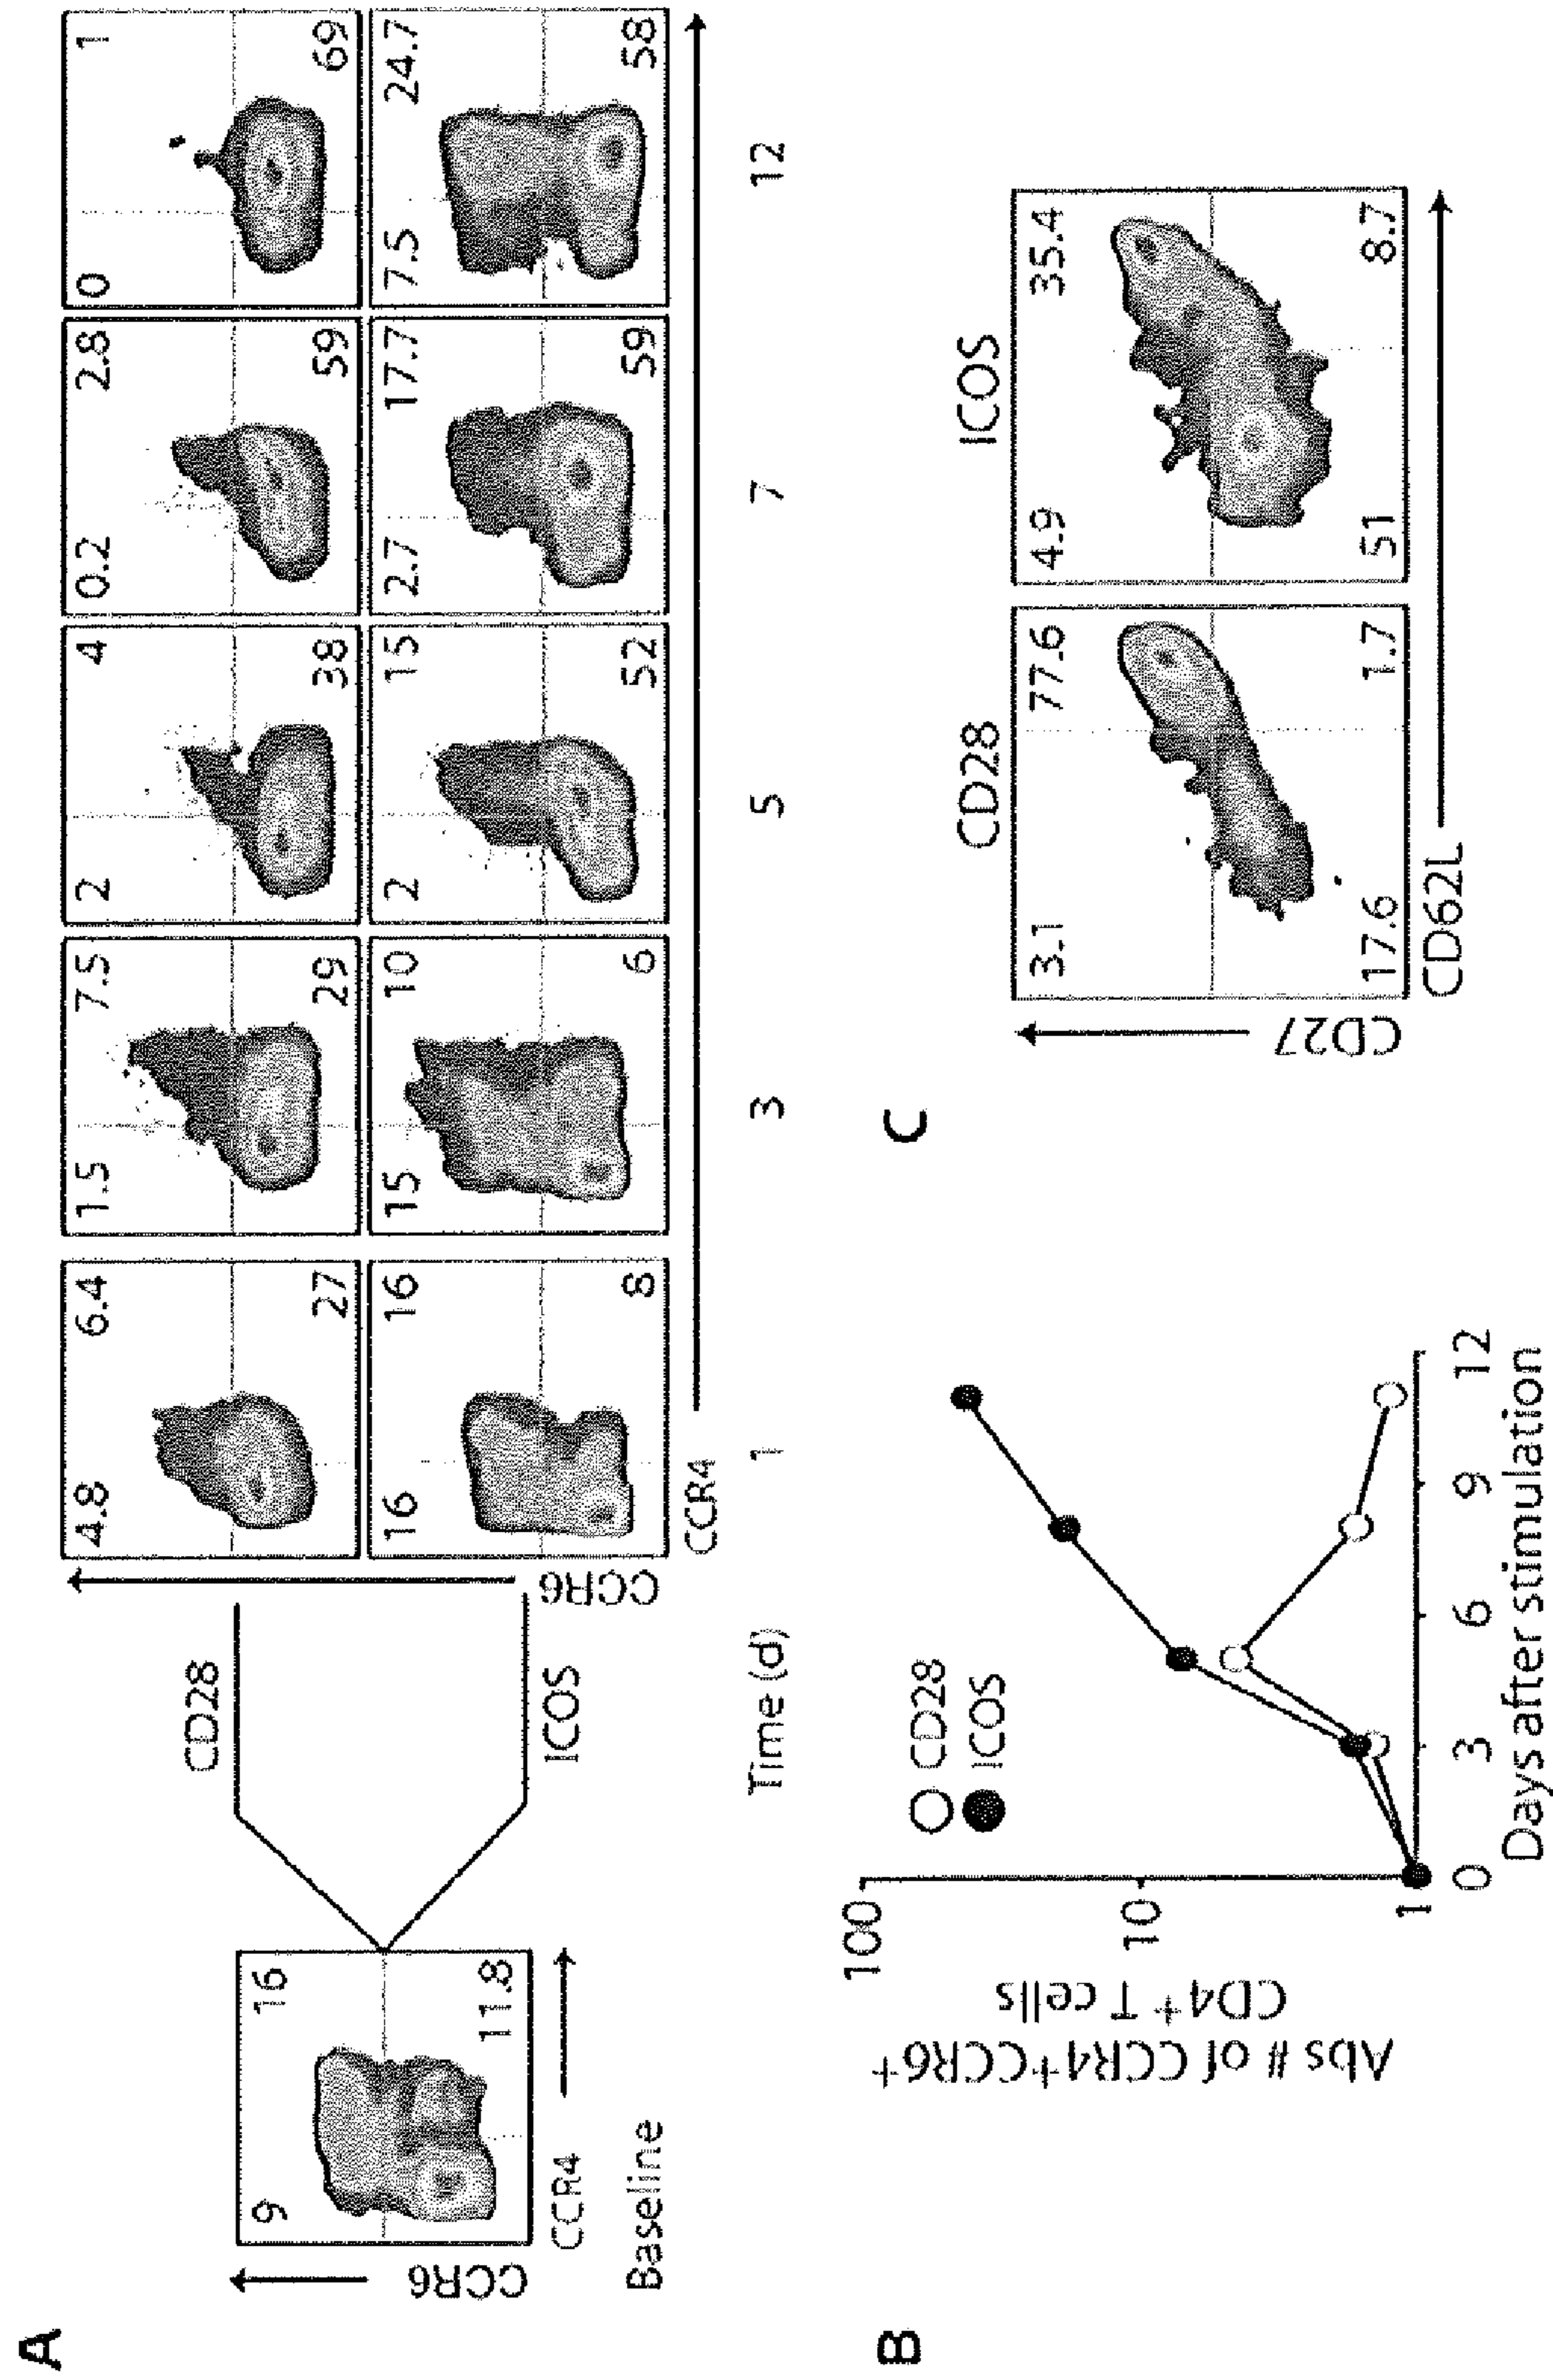 A
CCR6
9 16
11.8
CCR4
Baseline
CD28
ICOS
CCR6
4.8 6.4
27
1.5 7.5
29
2 4
38
0.2 2.8
59
0 1
69
16 16
8
15 10
6
2 15
52
2.7 17.7
59
7.5 24.7
58
CCR4
Time (d) 1 3 5 7 12
B
Abs # of CCR4+CCR6+
CD4+ T cells
100
10
1
CD28
ICOS
0 3 6 9 12
Days after stimulation
C
CD28
ICOS
CD27
3.1 77.6
17.6 1.7
4.9 35.4
51 8.7
CD62L